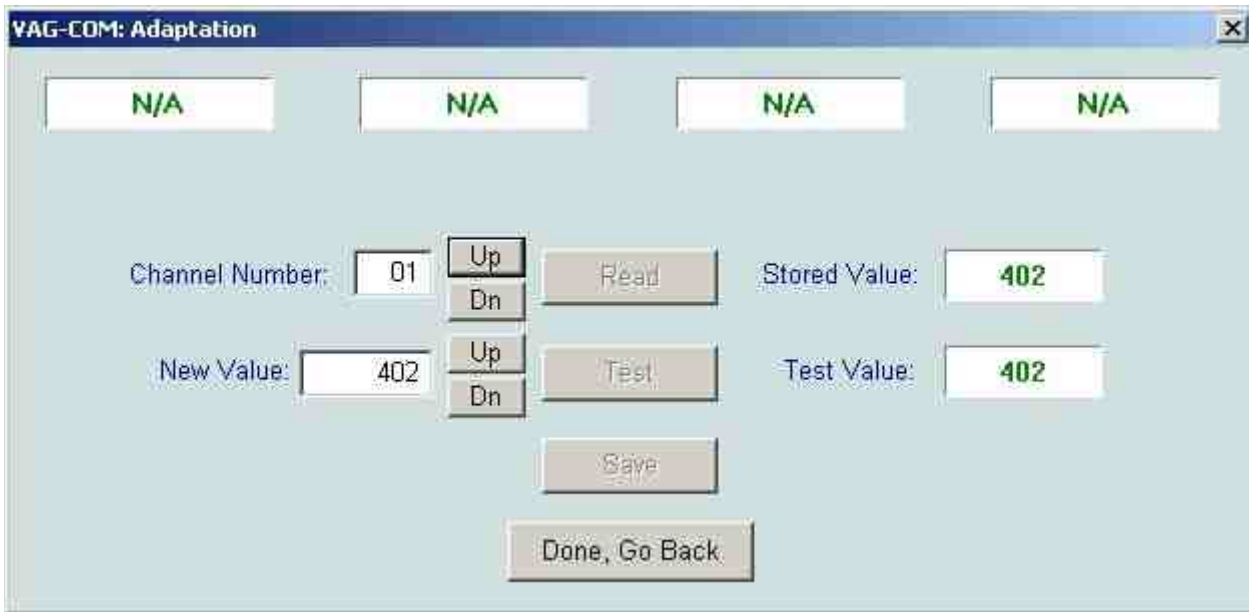 VAG-COM: Adaptation
N/A N/A N/A N/A
Channel Number: 01 Up Dn Read Stored Value: 402
New Value: 402 Up Dn Test Test Value: 402
Save
Done, Go Back